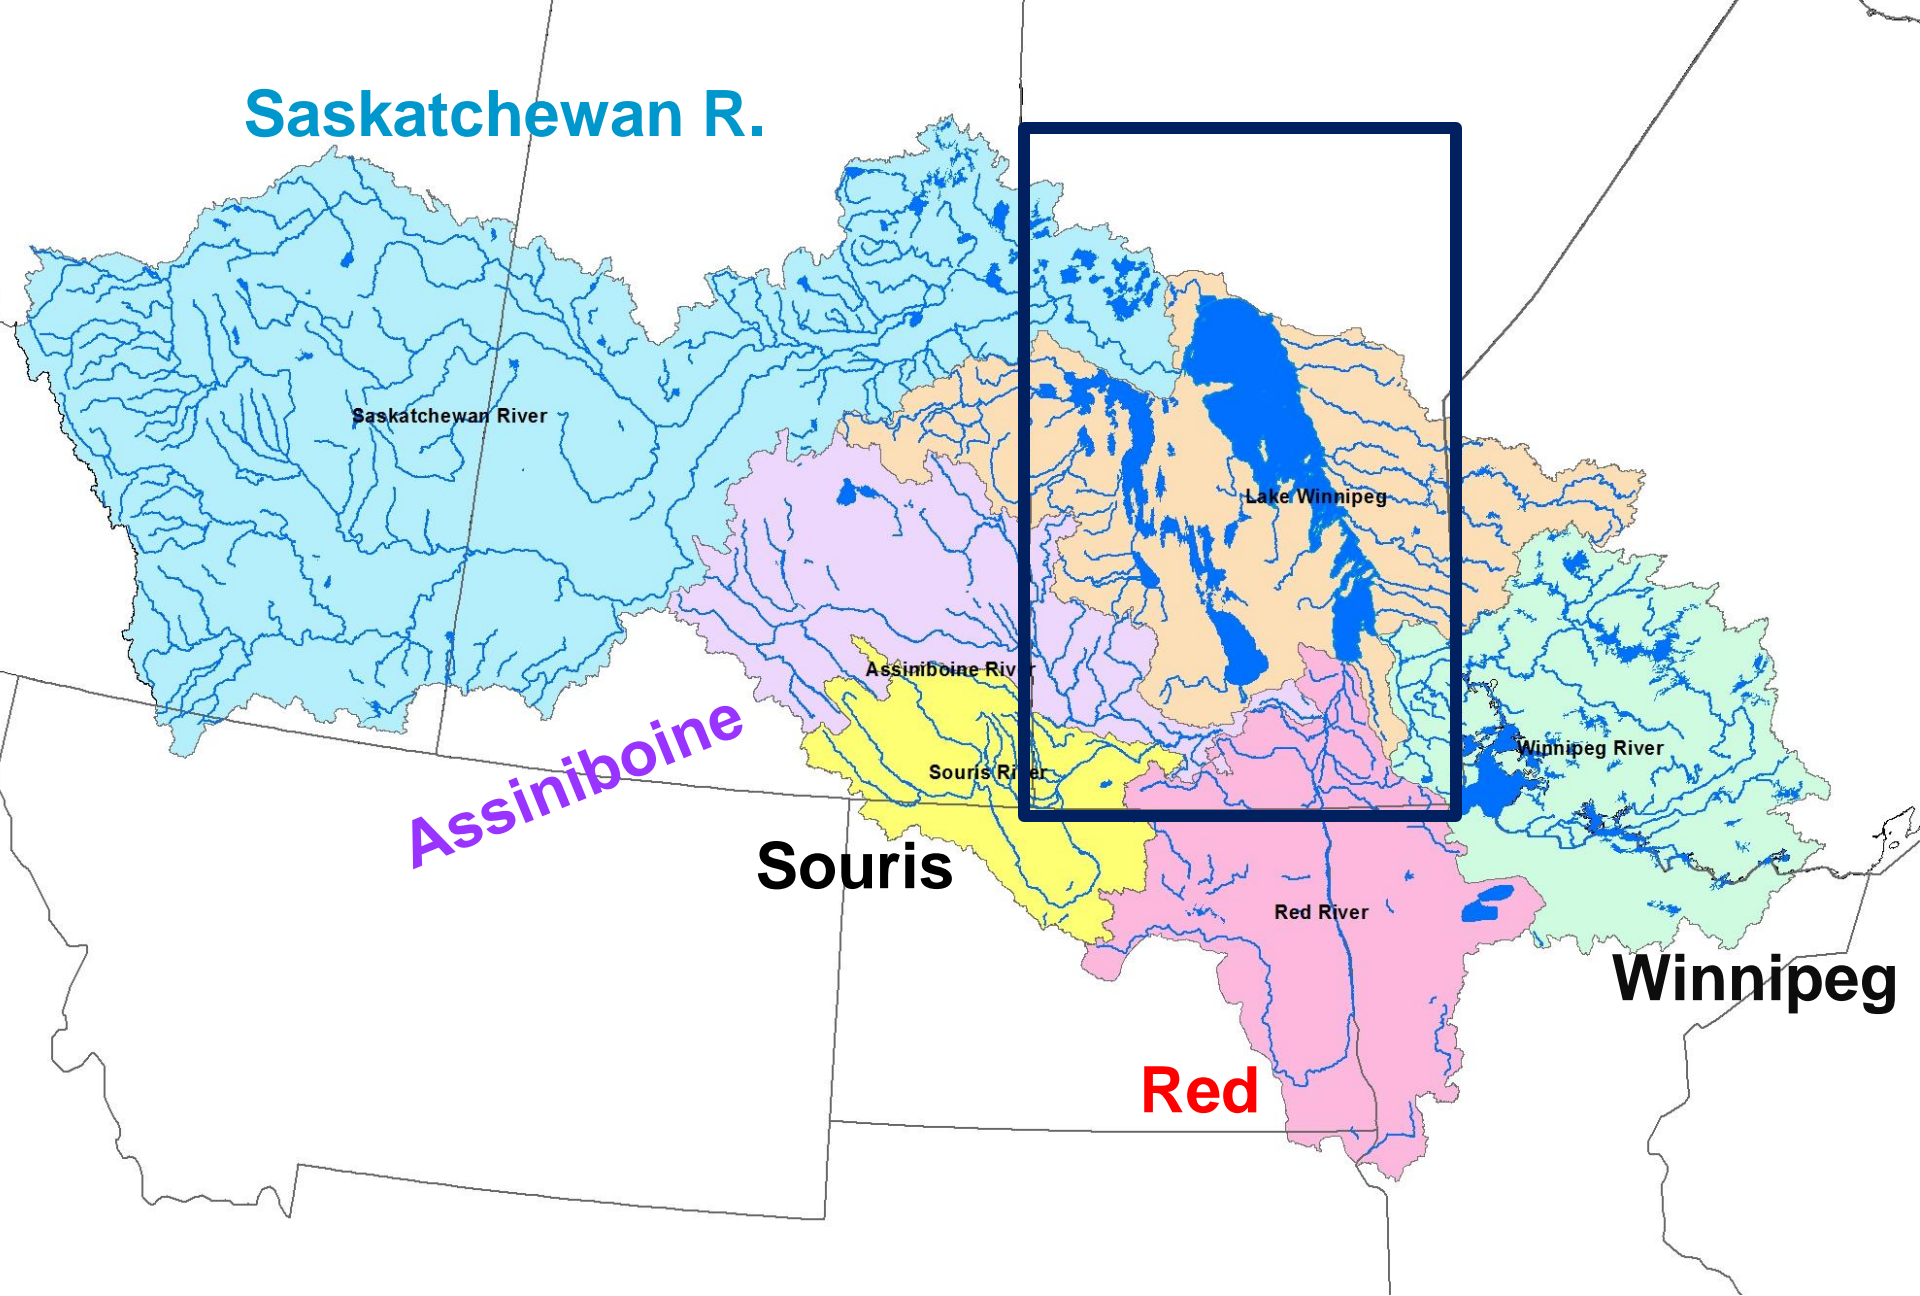 Saskatchewan R.
Saskatchewan River
Lake Winnipeg
Assiniboine River
Assiniboine
Souris River
Winnipeg River
Souris
Red River
Winnipeg
Red